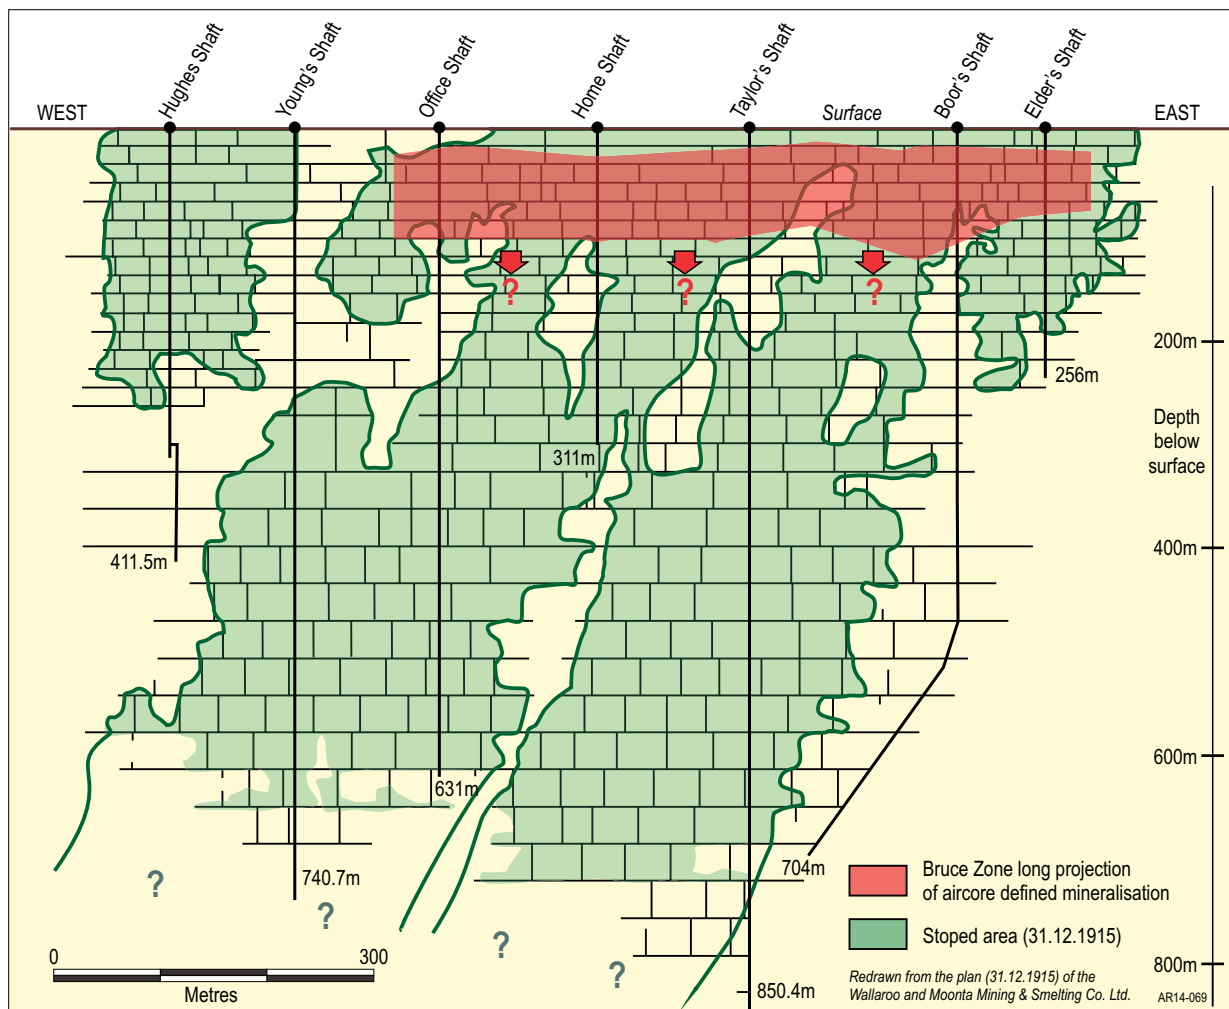 Hughes Shaft
Young's Shaft
Office Shaft
Home Shaft
Taylor's Shaft
Boor's Shaft
Elder's Shaft
WEST
Surface
EAST
?
?
?
200m
256m
Depth
below
surface
311m
400m
411.5m
600m
631m
704m
740.7m
?
?
?
?
Bruce Zone long projection
of aircore defined mineralisation
Stoped area (31.12.1915)
0
300
Metres
800m
850.4m
Redrawn from the plan (31.12.1915) of the
Wallaroo and Moonta Mining & Smelting Co. Ltd.
AR14-069